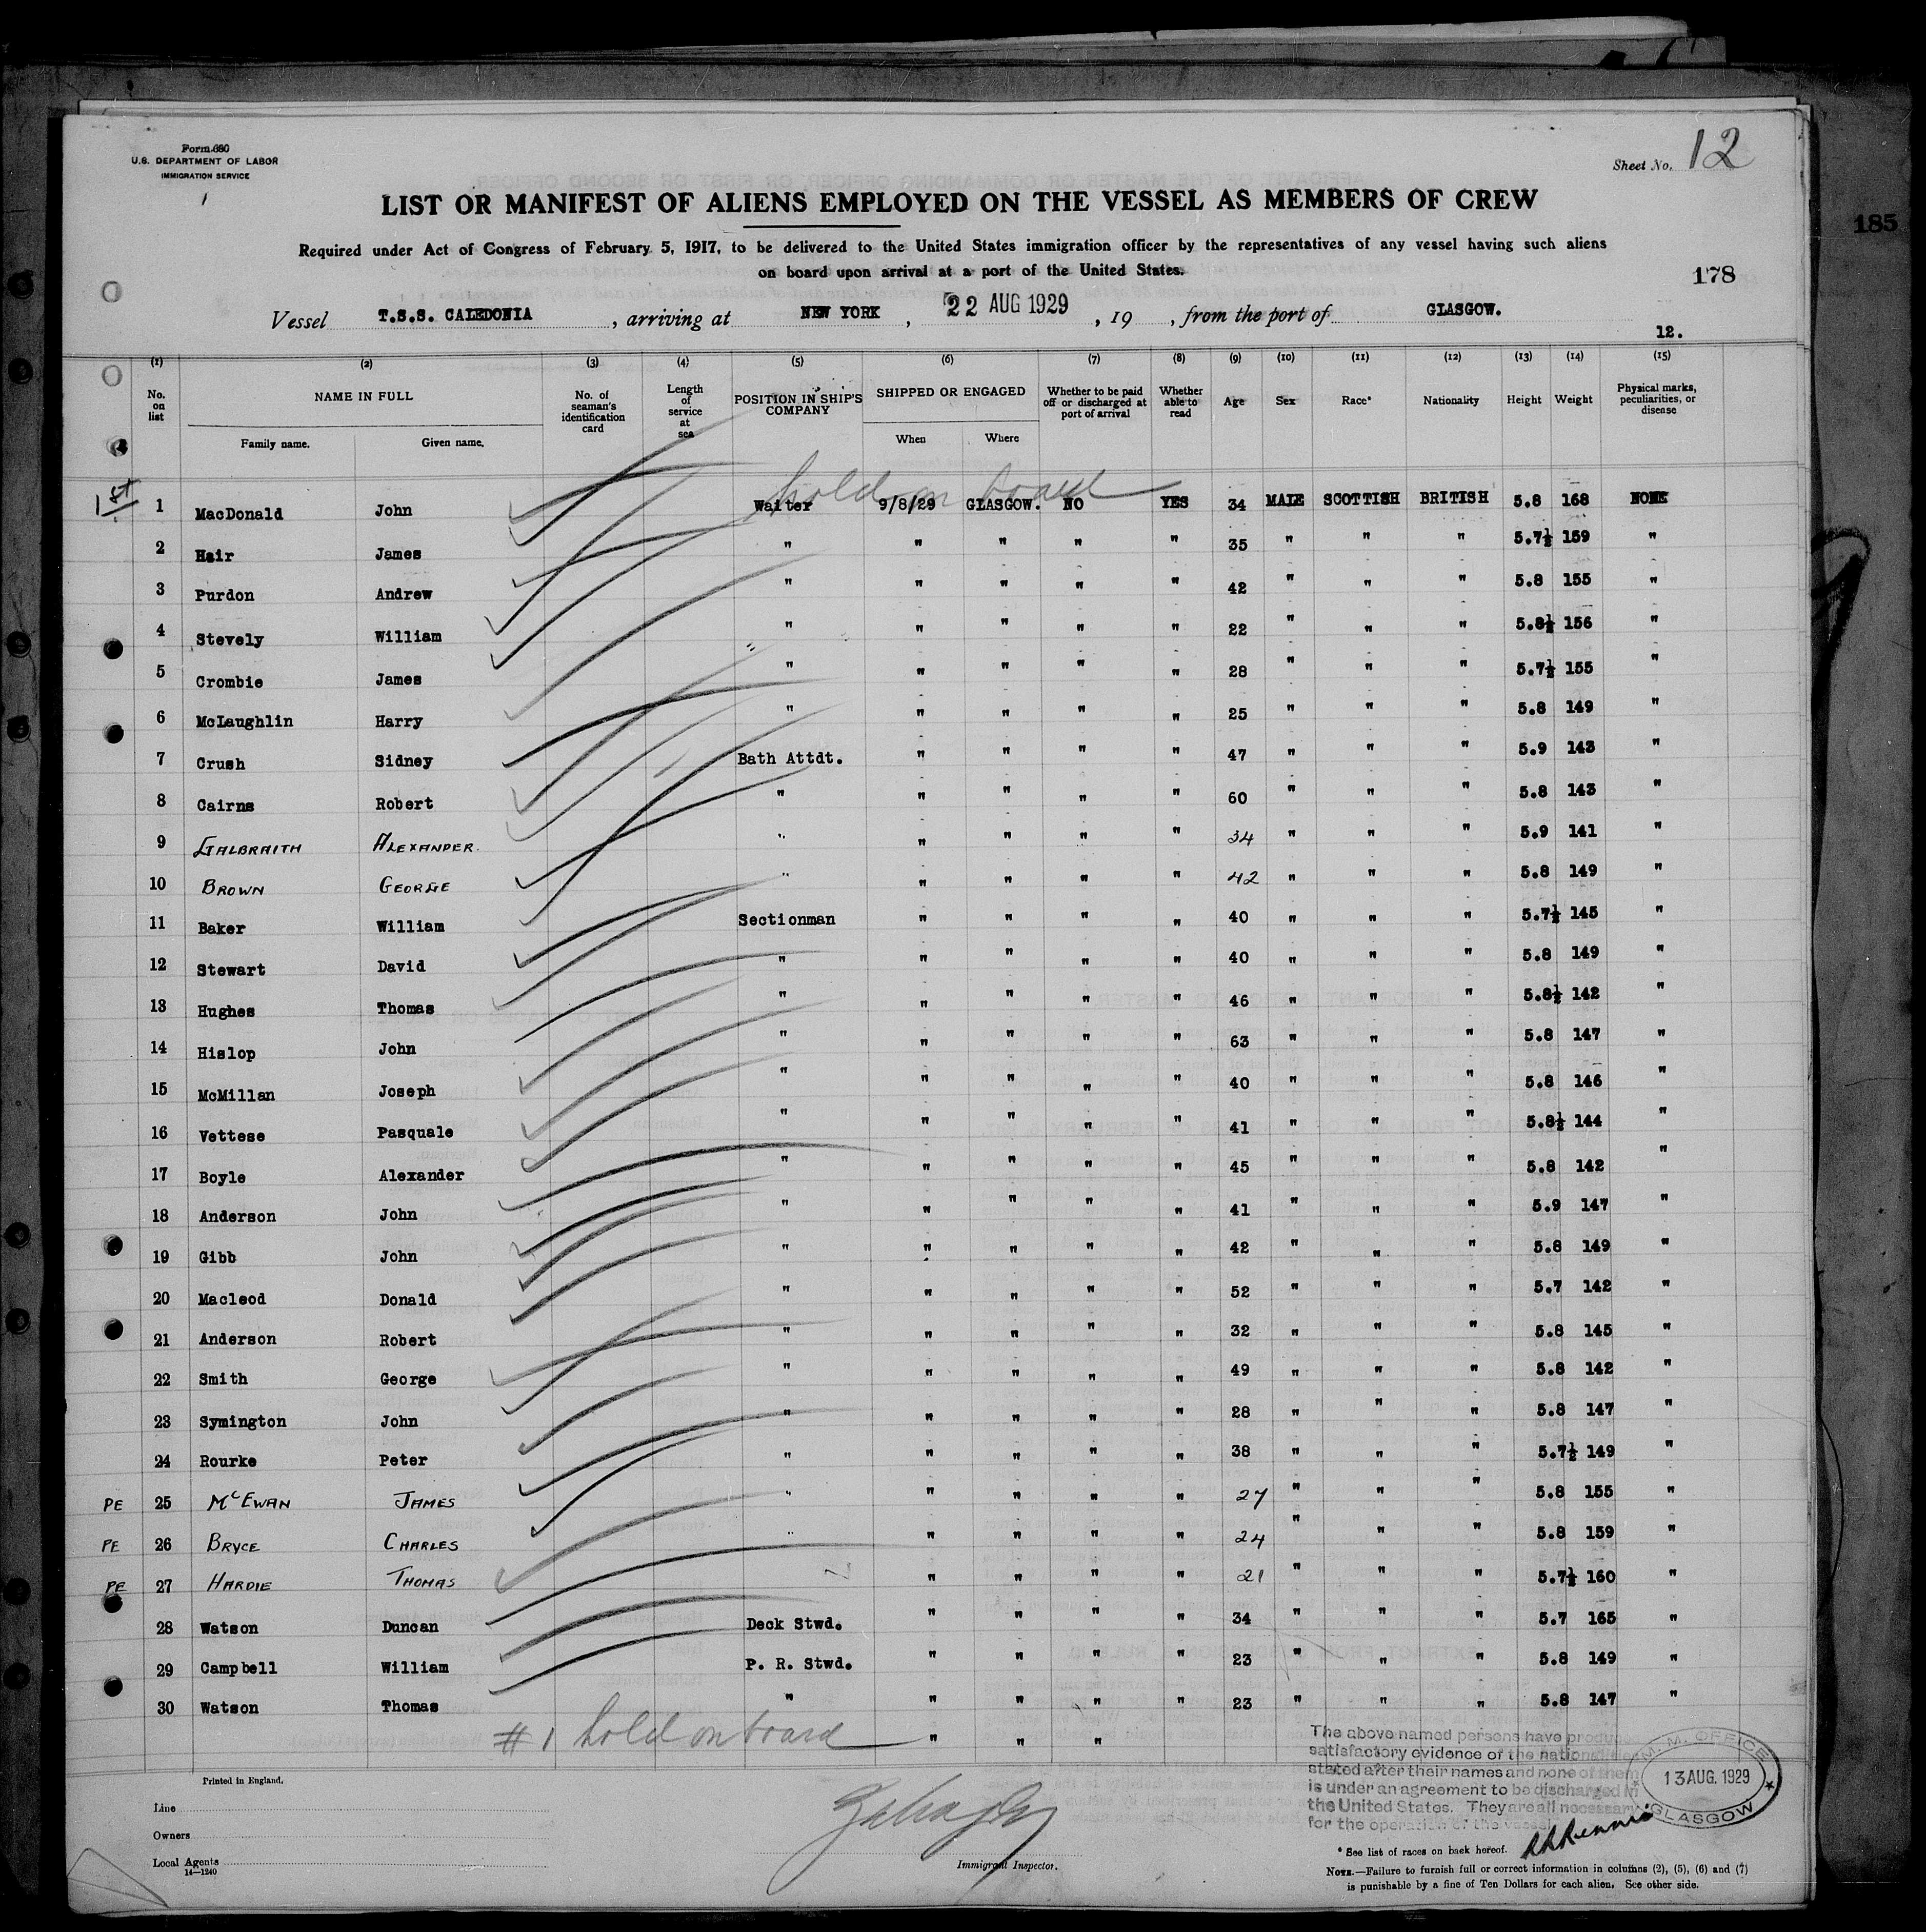 Form 680
U.S. DEPARTMENT OF LABOR
IMMIGRATION SERVICE
Sheet No. 12
LIST OR MANIFEST OF ALIENS EMPLOYED ON THE VESSEL AS MEMBERS OF CREW
185
Required under Act of Congress of February 5, 1917, to be delivered to the United States immigration officer by the representatives of any vessel having such aliens
on board upon arrival at a port of the United States.
178
Vessel T.S.S. CALEDONIA , arriving at NEW YORK , 22 AUG 1929 , 19 , from the port of GLASGOW.
12.
(1) (2) (3) (4) (5) (6) (7) (8) (9) (10) (11) (12) (13) (14) (15)
No. on list NAME IN FULL No. of seaman's identification card Length of service at sea POSITION IN SHIP'S COMPANY SHIPPED OR ENGAGED Whether to be paid off or discharged at port of arrival Whether able to read Age Sex Race* Nationality Height Weight Physical marks, peculiarities, or disease
Family name. Given name. When Where
hold on board
1st 1 MacDonald John Waiter 9/8/29 GLASGOW. NO YES 34 MALE SCOTTISH BRITISH 5.8 168 NONE
2 Hair James " " " " " 35 " " " 5.7½ 159 "
3 Purdon Andrew " " " " " 42 " " " 5.8 155 "
4 Stevely William " " " " " 22 " " " 5.8½ 156 "
5 Crombie James " " " " " 28 " " " 5.7½ 155 "
6 McLaughlin Harry " " " " " 25 " " " 5.8 149 "
7 Crush Sidney Bath Attdt. " " " " 47 " " " 5.9 143 "
8 Cairns Robert " " " " " 60 " " " 5.8 143 "
9 GALBRAITH ALEXANDER. " " " " " 34 " " " 5.9 141 "
10 BROWN GEORGE " " " " " 42 " " " 5.8 149 "
11 Baker William Sectionman " " " " 40 " " " 5.7½ 145 "
12 Stewart David " " " " " 40 " " " 5.8 149 "
13 Hughes Thomas " " " " " 46 " " " 5.8½ 142 "
14 Hislop John " " " " " 63 " " " 5.8 147 "
15 McMillan Joseph " " " " " 40 " " " 5.8 146 "
16 Vettese Pasquale " " " " " 41 " " " 5.8½ 144 "
17 Boyle Alexander " " " " " 45 " " " 5.8 142 "
18 Anderson John " " " " " 41 " " " 5.9 147 "
19 Gibb John " " " " " 42 " " " 5.8 149 "
20 Macleod Donald " " " " " 52 " " " 5.7 142 "
21 Anderson Robert " " " " " 32 " " " 5.8 145 "
22 Smith George " " " " " 49 " " " 5.8 142 "
23 Symington John " " " " " 28 " " " 5.8 147 "
24 Rourke Peter " " " " " 38 " " " 5.7½ 149 "
PE 25 McEWAN JAMES " " " " " 27 " " " 5.8 155 "
PE 26 BRYCE CHARLES " " " " " 24 " " " 5.8 159 "
PE 27 HARDIE THOMAS " " " " 21 " " " 5.7½ 160 "
28 Watson Duncan Deck Stwd. " " " " 34 " " " 5.7 165 "
29 Campbell William P. R. Stwd. " " " " 23 " " " 5.8 149 "
30 Watson Thomas " " " " " 23 " " " 5.8 147 "
#1 hold on board " " "
The above named persons have
satisfactory evidence of the
stated after their names and none of them
is under an agreement to be discharged in
the United States. They are all necessary
for the operation of the vessel.
M. M. OFFICE
13 AUG. 1929
GLASGOW
Printed in England.
Line
Owners
Local Agents
14—1240
Immigrant Inspector.
* See list of races on back hereof.
NOTE.—Failure to furnish full or correct information in columns (2), (5), (6) and (7)
is punishable by a fine of Ten Dollars for each alien. See other side.